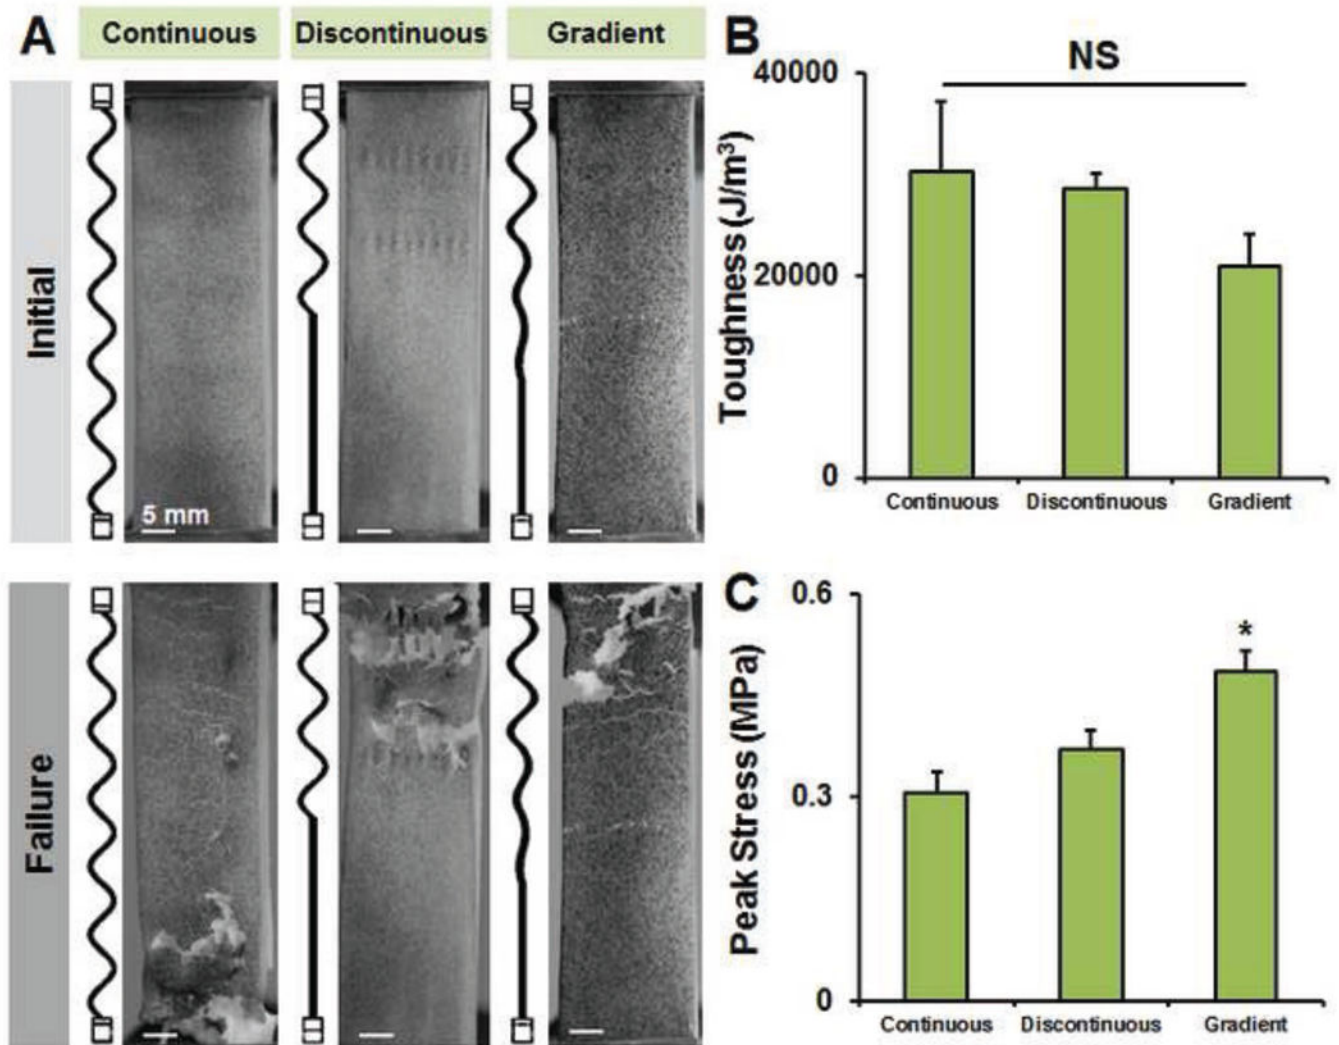 A
Continuous
Discontinuous
Gradient
Initial
5 mm
Failure
B
NS
Toughness (J/m³)
40000
20000
0
Continuous
Discontinuous
Gradient
C
Peak Stress (MPa)
0.6
0.3
0
*
Continuous
Discontinuous
Gradient